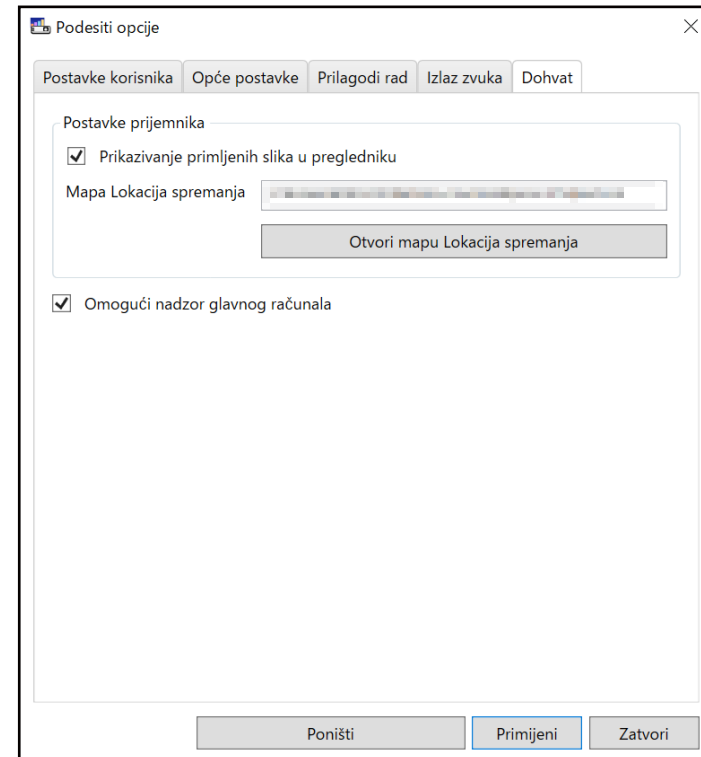 Podesiti opcije
Postavke korisnika Opće postavke Prilagodi rad Izlaz zvuka Dohvat
Postavke prijemnika
Prikazivanje primljenih slika u pregledniku
Mapa Lokacija spremanja
Otvori mapu Lokacija spremanja
Omogući nadzor glavnog računala
Poništi Primijeni Zatvori